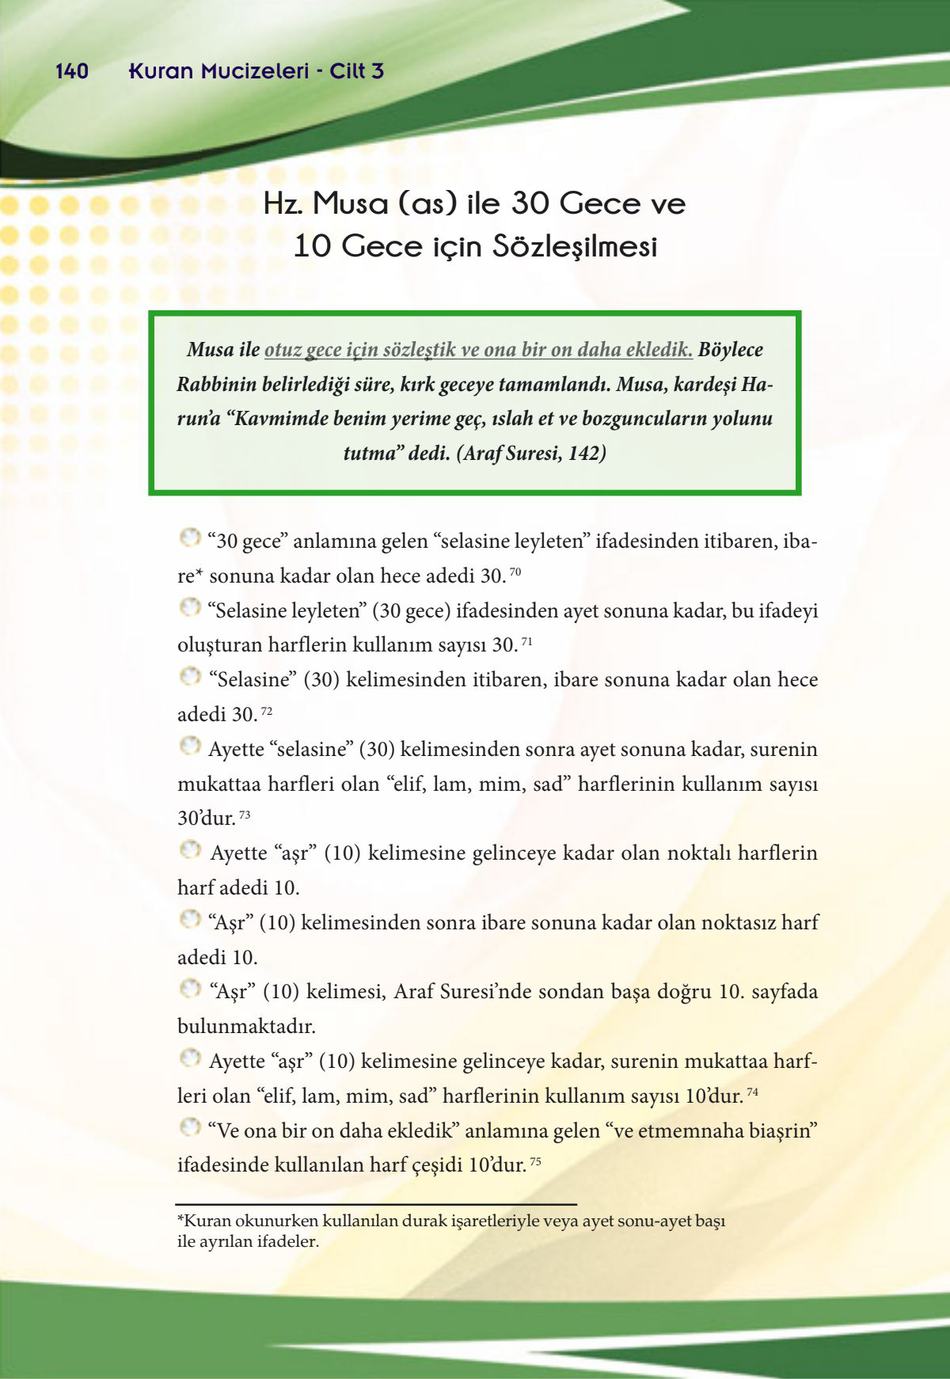 140 Kuran Mucizeleri - Cilt 3
Hz. Musa (as) ile 30 Gece ve
10 Gece için Sözleşilmesi
Musa ile otuz gece için sözleştik ve ona bir on daha ekledik. Böylece
Rabbinin belirlediği süre, kırk geceye tamamlandı. Musa, kardeşi Ha-
run’a “Kavmimde benim yerime geç, ıslah et ve bozguncuların yolunu
tutma” dedi. (Araf Suresi, 142)
“30 gece” anlamına gelen “selasine leyleten” ifadesinden itibaren, iba-
re* sonuna kadar olan hece adedi 30. 70
“Selasine leyleten” (30 gece) ifadesinden ayet sonuna kadar, bu ifadeyi
oluşturan harflerin kullanım sayısı 30. 71
“Selasine” (30) kelimesinden itibaren, ibare sonuna kadar olan hece
adedi 30. 72
Ayette “selasine” (30) kelimesinden sonra ayet sonuna kadar, surenin
mukattaa harfleri olan “elif, lam, mim, sad” harflerinin kullanım sayısı
30’dur. 73
Ayette “aşr” (10) kelimesine gelinceye kadar olan noktalı harflerin
harf adedi 10.
“Aşr” (10) kelimesinden sonra ibare sonuna kadar olan noktasız harf
adedi 10.
“Aşr” (10) kelimesi, Araf Suresi’nde sondan başa doğru 10. sayfada
bulunmaktadır.
Ayette “aşr” (10) kelimesine gelinceye kadar, surenin mukattaa harf-
leri olan “elif, lam, mim, sad” harflerinin kullanım sayısı 10’dur. 74
“Ve ona bir on daha ekledik” anlamına gelen “ve etmemnaha biaşrin”
ifadesinde kullanılan harf çeşidi 10’dur. 75
*Kuran okunurken kullanılan durak işaretleriyle veya ayet sonu-ayet başı
ile ayrılan ifadeler.